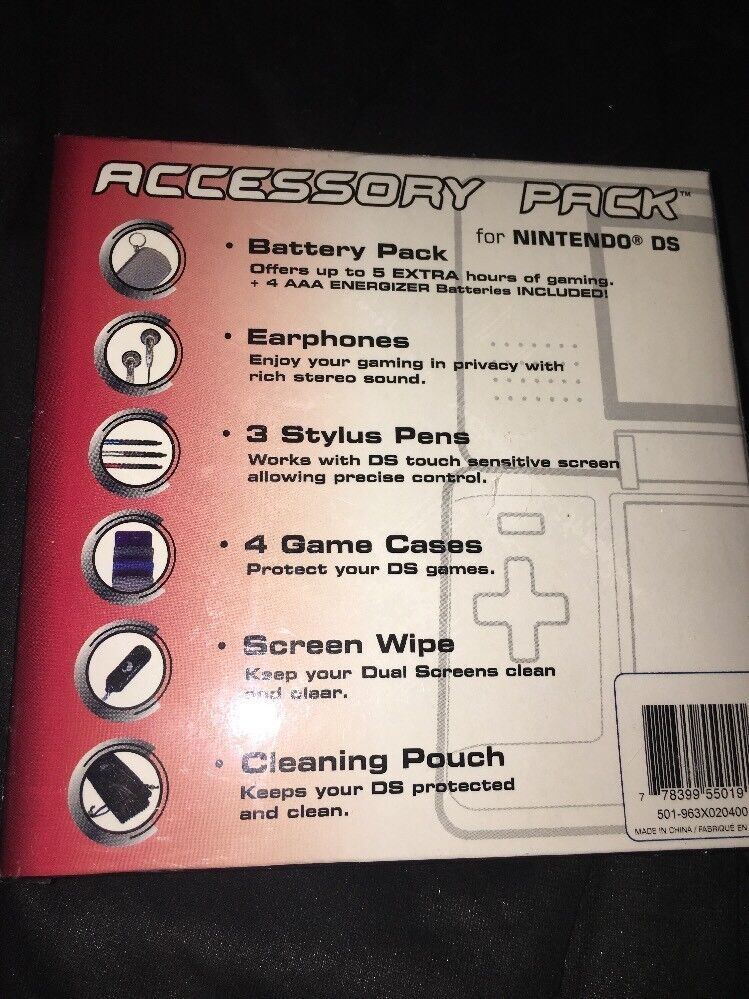 ACCESSORY PACK™
for NINTENDO® DS
• Battery Pack
Offers up to 5 EXTRA hours of gaming.
+ 4 AAA ENERGIZER Batteries INCLUDED!
• Earphones
Enjoy your gaming in privacy with
rich stereo sound.
• 3 Stylus Pens
Works with DS touch sensitive screen
allowing precise control.
• 4 Game Cases
Protect your DS games.
• Screen Wipe
Keep your Dual Screens clean
and clear.
• Cleaning Pouch
Keeps your DS protected
and clean.
7 78399 55019
501-963X020400
MADE IN CHINA / FABRIQUE EN